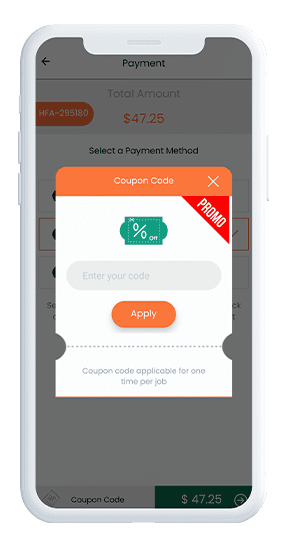 Payment
Total Amount
HFA-295180
$47.25
Select a Payment Method
Coupon Code
PROMO
% Off
Enter your code
Apply
Coupon code applicable for one
time per job
Coupon Code
$ 47.25